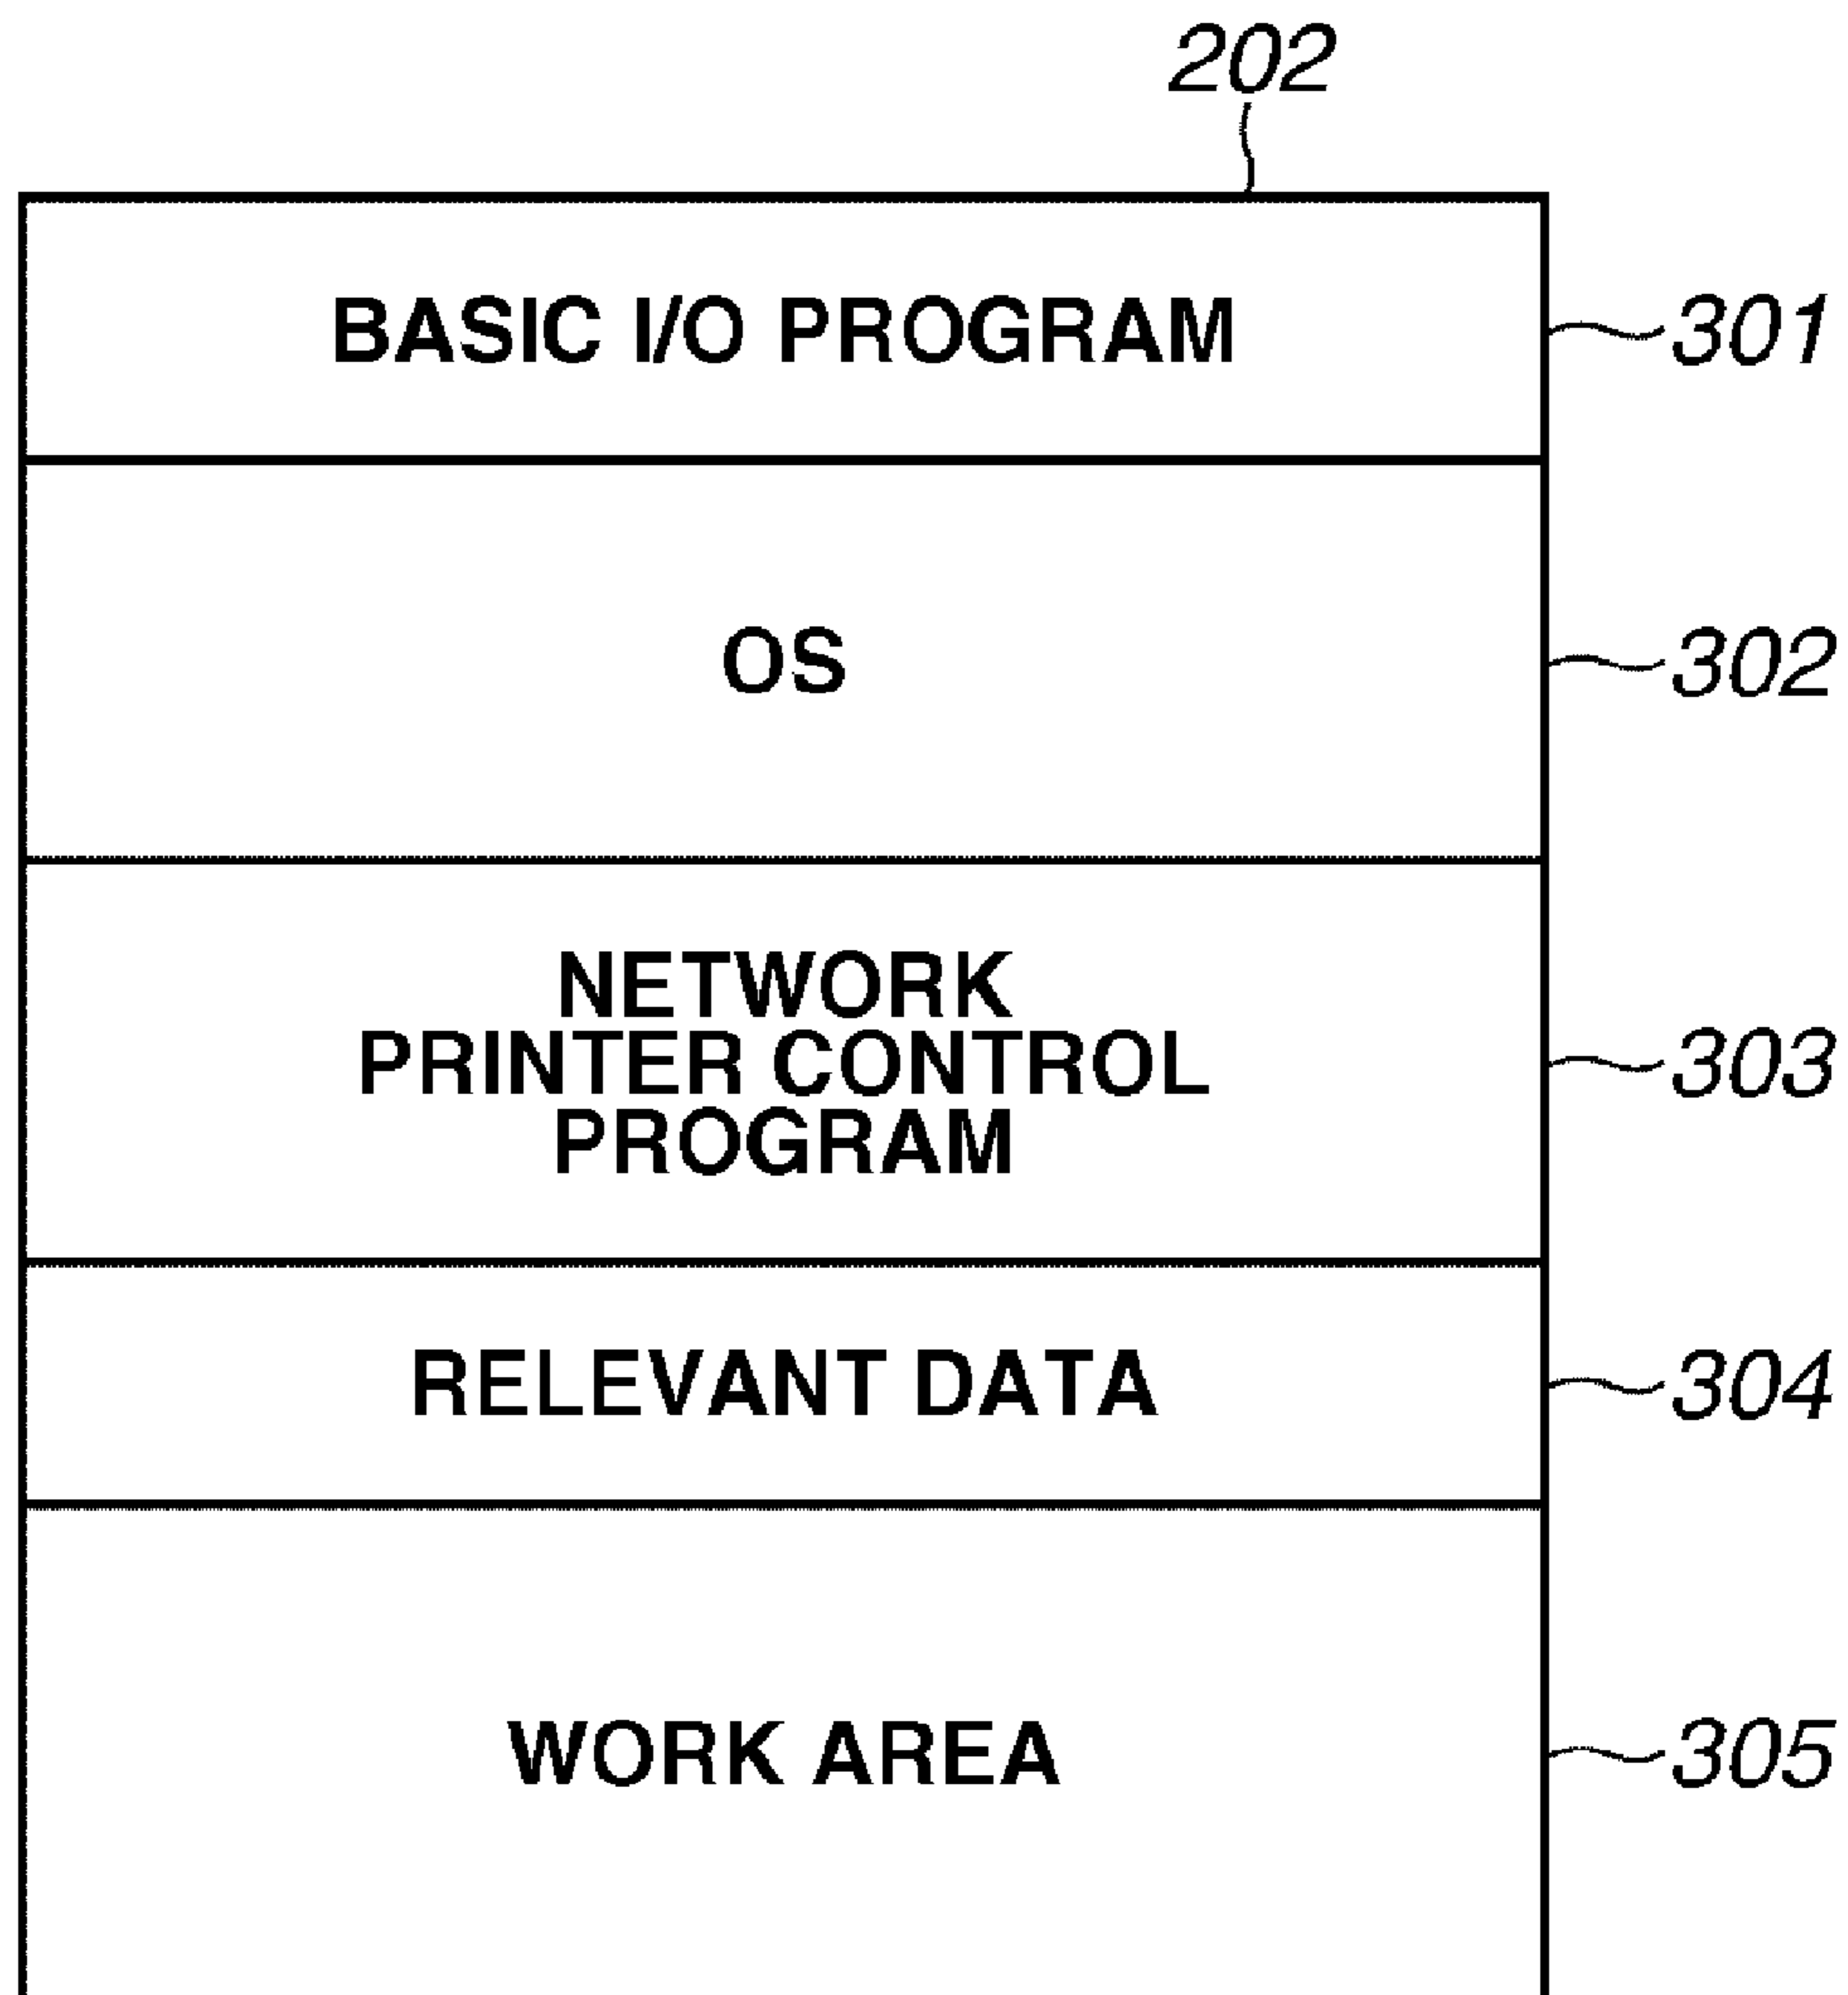 202
BASIC I/O PROGRAM
301
OS
302
NETWORK
PRINTER CONTROL
PROGRAM
303
RELEVANT DATA
304
WORK AREA
305